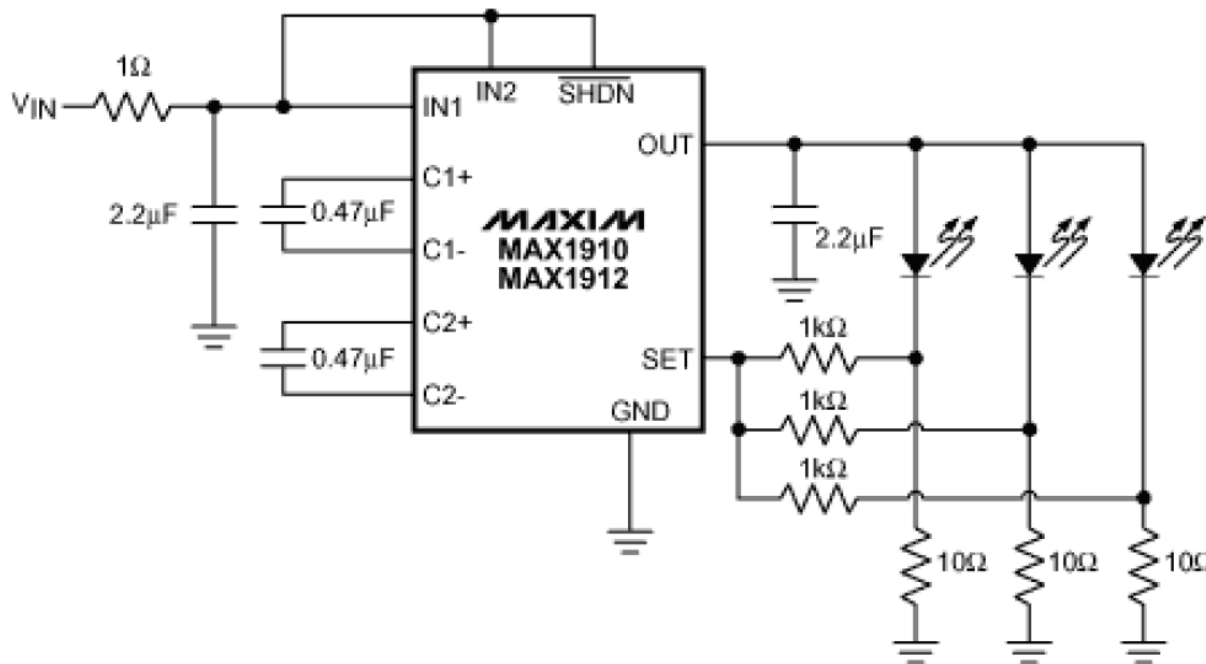 1Ω
VIN
2.2µF
0.47µF
0.47µF
IN1
IN2
SHDN
C1+
C1-
C2+
C2-
MAXIM
MAX1910
MAX1912
OUT
SET
GND
2.2µF
1kΩ
1kΩ
1kΩ
10Ω
10Ω
10Ω